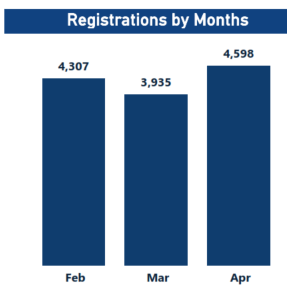 Registrations by Months
4,307
3,935
4,598
Feb
Mar
Apr